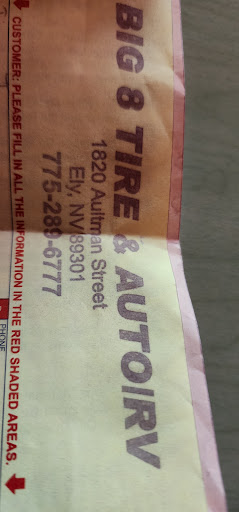 BIG 8 TIRE & AUTO/RV
1820 Aultman Street
Ely, NV 89301
775-289-6777
CUSTOMER: PLEASE FILL IN ALL THE INFORMATION IN THE RED SHADED AREAS.
PHONE